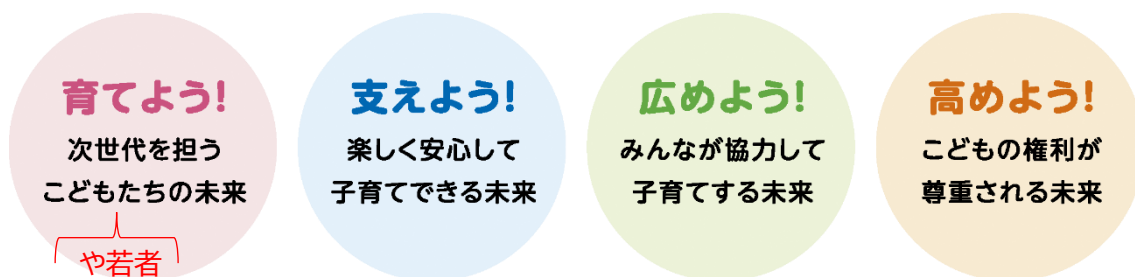 育てよう!
次世代を担う
こどもたちの未来
や若者
支えよう!
楽しく安心して
子育てできる未来
広めよう!
みんなが協力して
子育てする未来
高めよう!
こどもの権利が
尊重される未来